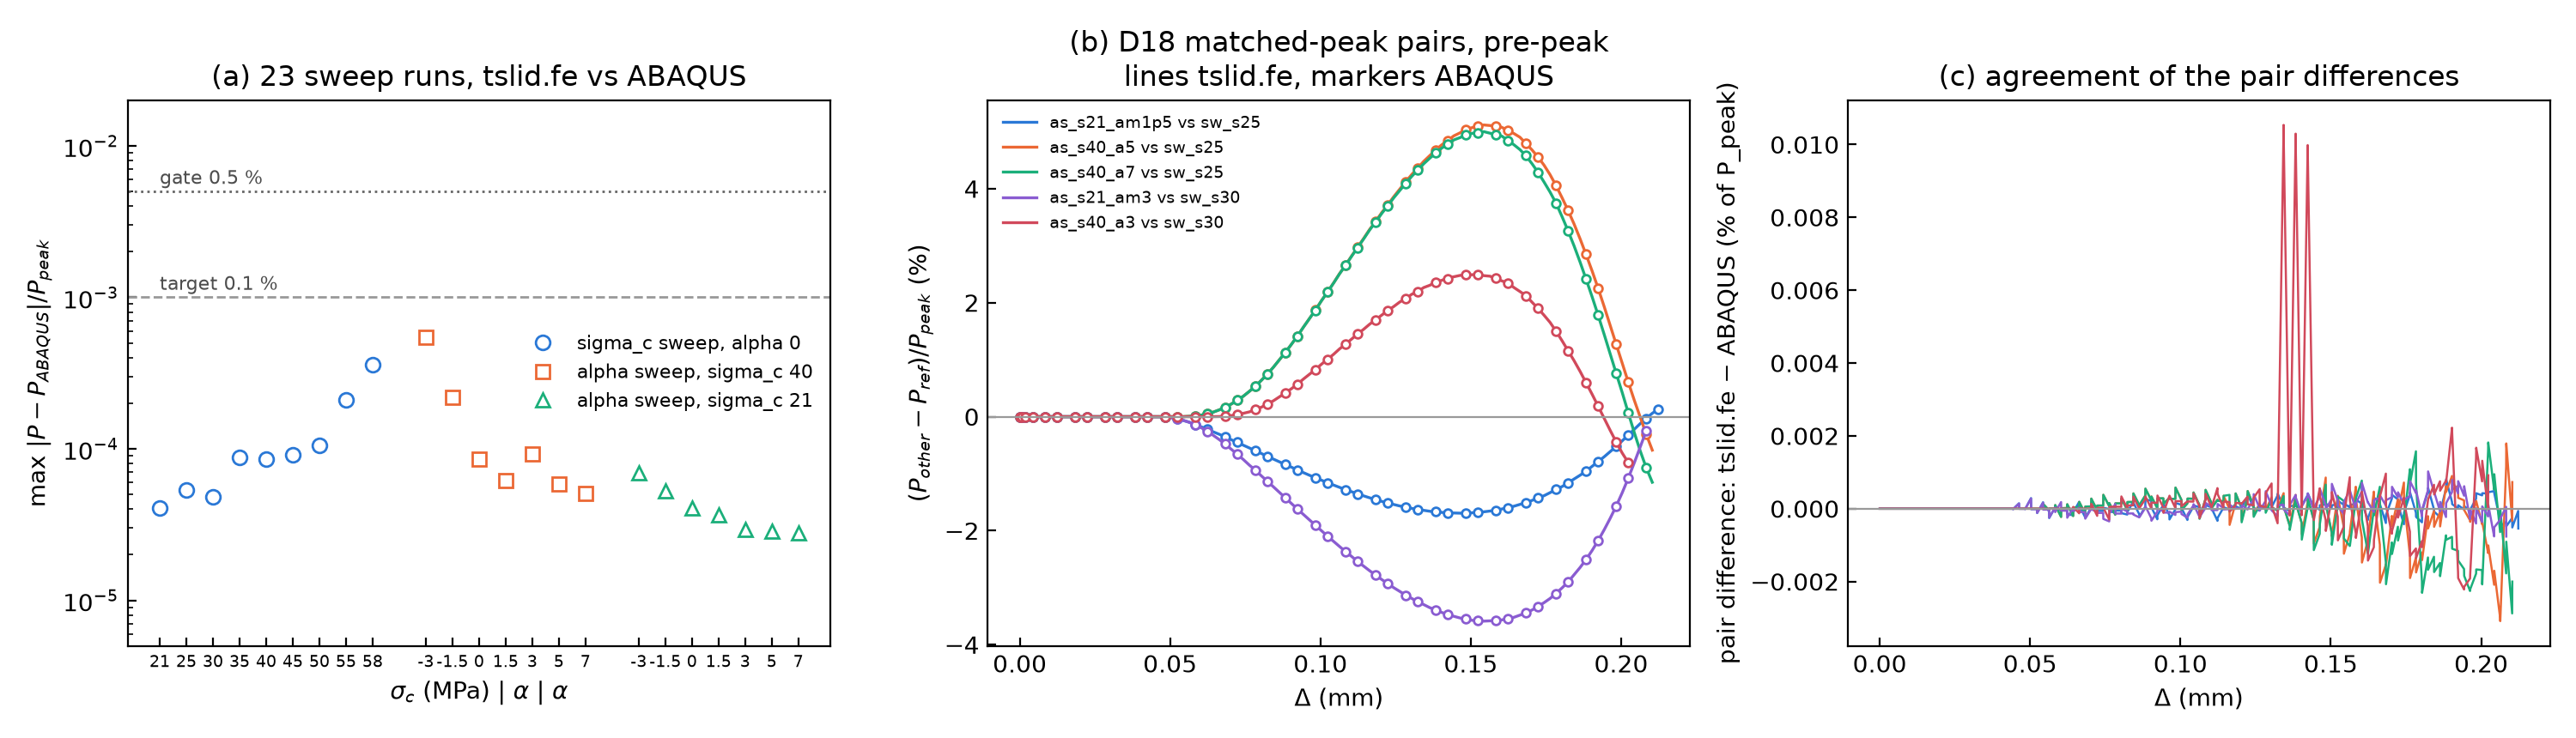 (a) 23 sweep runs, tslid.fe vs ABAQUS
max |P − P_ABAQUS|/P_peak
10⁻²
10⁻³
10⁻⁴
10⁻⁵
gate 0.5 %
target 0.1 %
sigma_c sweep, alpha 0
alpha sweep, sigma_c 40
alpha sweep, sigma_c 21
21 25 30 35 40 45 50 55 58 -3 -1.5 0 1.5 3 5 7 -3 -1.5 0 1.5 3 5 7
σc (MPa) | α | α
(b) D18 matched-peak pairs, pre-peak
lines tslid.fe, markers ABAQUS
(P_other − P_ref)/P_peak (%)
4
2
0
−2
−4
as_s21_am1p5 vs sw_s25
as_s40_a5 vs sw_s25
as_s40_a7 vs sw_s25
as_s21_am3 vs sw_s30
as_s40_a3 vs sw_s30
0.00 0.05 0.10 0.15 0.20
Δ (mm)
(c) agreement of the pair differences
pair difference: tslid.fe − ABAQUS (% of P_peak)
0.010
0.008
0.006
0.004
0.002
0.000
−0.002
0.00 0.05 0.10 0.15 0.20
Δ (mm)